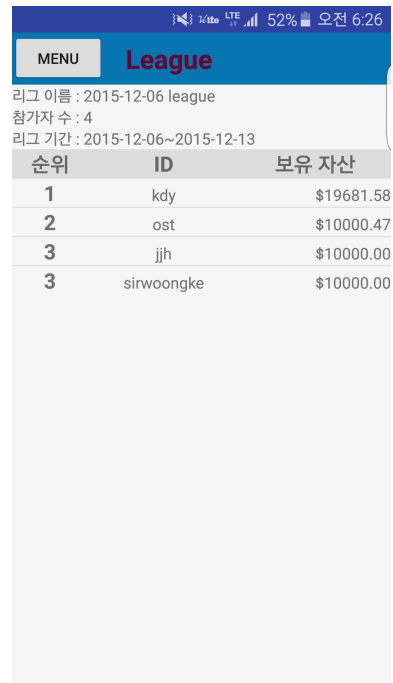 LTE 52% 오전 6:26
MENU League
리그 이름 : 2015-12-06 league
참가자 수 : 4
리그 기간 : 2015-12-06~2015-12-13
순위 ID 보유 자산
1 kdy $19681.58
2 ost $10000.47
3 jjh $10000.00
3 sirwoongke $10000.00